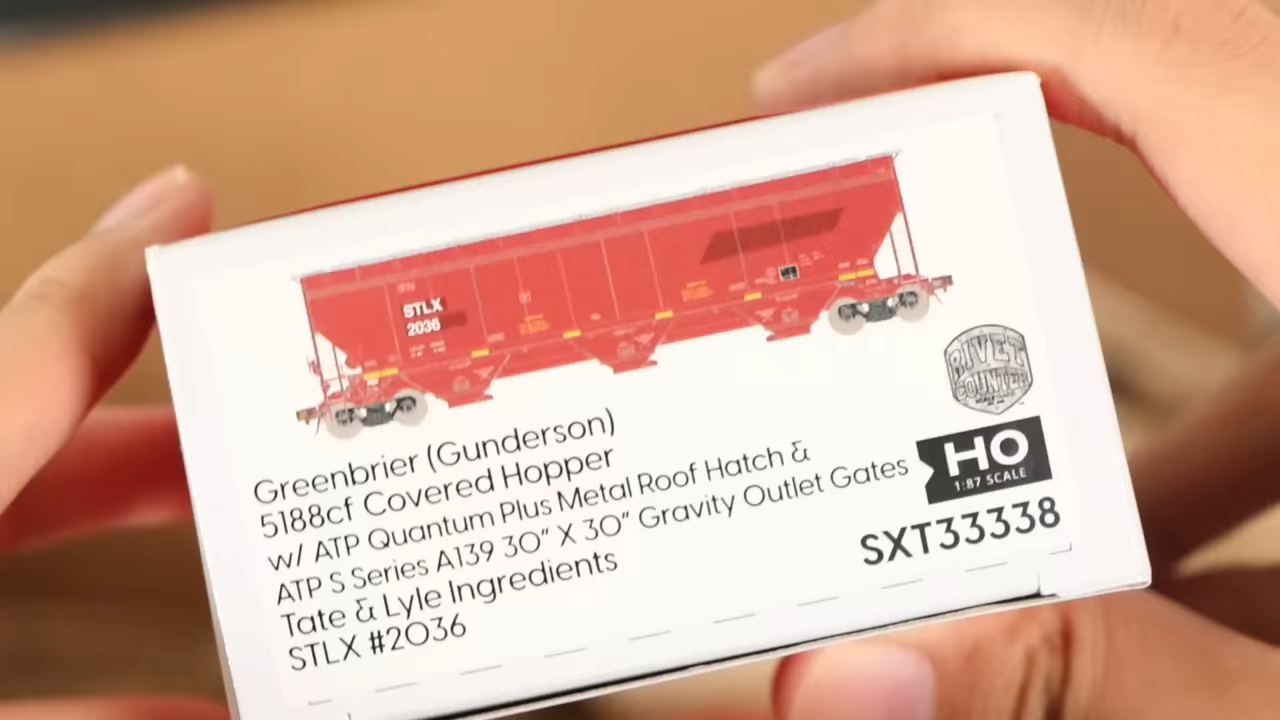 STLX
2036
RIVET
COUNTER
HO
1:87 SCALE
Greenbrier (Gunderson)
5188cf Covered Hopper
w/ ATP Quantum Plus Metal Roof Hatch &
ATP S Series A139 30” X 30” Gravity Outlet Gates
Tate & Lyle Ingredients
STLX #2036
SXT33338